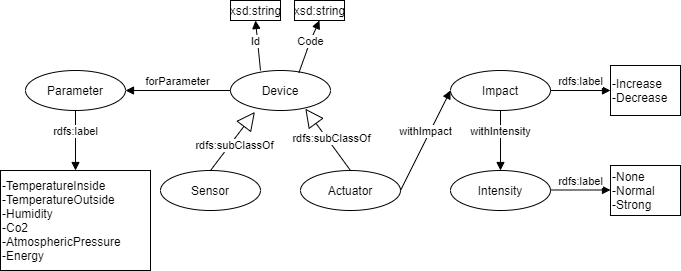 xsd:string
xsd:string
Id
Code
Parameter
forParameter
Device
Impact
rdfs:label
-Increase
-Decrease
rdfs:label
rdfs:subClassOf
rdfs:subClassOf
withImpact
withIntensity
-TemperatureInside
-TemperatureOutside
-Humidity
-Co2
-AtmosphericPressure
-Energy
Sensor
Actuator
Intensity
rdfs:label
-None
-Normal
-Strong